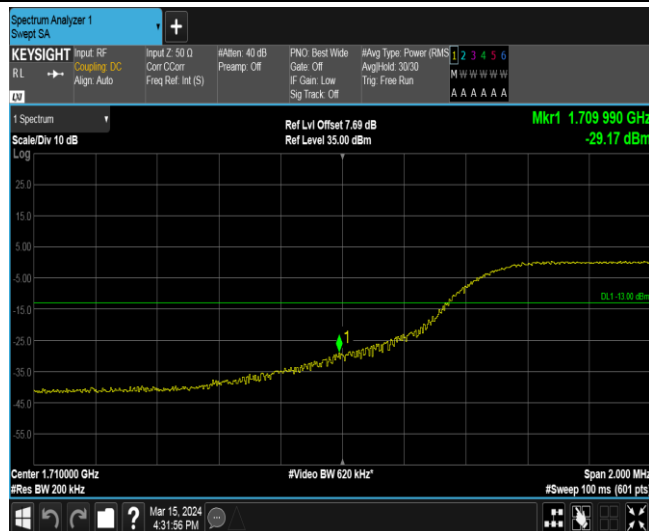 Spectrum Analyzer 1
Swept SA
KEYSIGHT
RL
Input: RF
Coupling: DC
Align: Auto
Input Z: 50 Ω
Corr CCorr
Freq Ref: Int (S)
#Atten: 40 dB
Preamp: Off
PNO: Best Wide
Gate: Off
IF Gain: Low
Sig Track: Off
#Avg Type: Power (RMS
Avg|Hold: 30/30
Trig: Free Run
1 2 3 4 5 6
M W W W W W
A A A A A A
1 Spectrum
Scale/Div 10 dB
Log
Ref Lvl Offset 7.69 dB
Ref Level 35.00 dBm
Mkr1 1.709 990 GHz
-29.17 dBm
25.0
15.0
5.00
-5.00
-15.0
-25.0
-35.0
-45.0
-55.0
DL1 -13.00 dBm
1
Center 1.710000 GHz
#Res BW 200 kHz
#Video BW 620 kHz*
Span 2.000 MHz
#Sweep 100 ms (601 pts)
?
Mar 15, 2024
4:31:56 PM